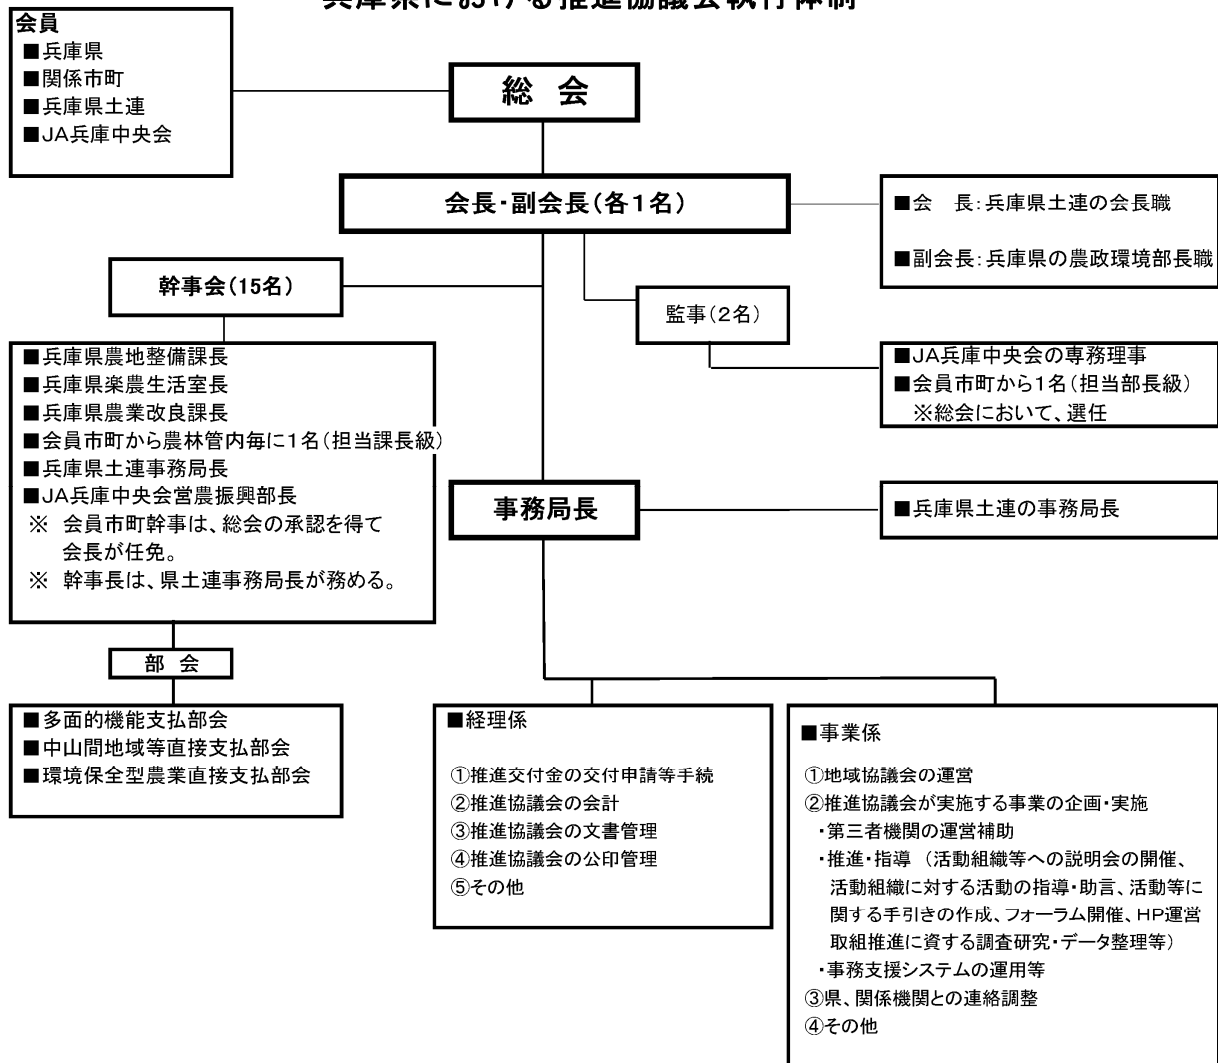 兵庫県における推進協議会執行体制
会員
■兵庫県
■関係市町
■兵庫県土連
■JA兵庫中央会
総 会
会長・副会長(各1名)
■会 長:兵庫県土連の会長職
■副会長:兵庫県の農政環境部長職
幹事会(15名)
監事(2名)
■兵庫県農地整備課長
■兵庫県楽農生活室長
■兵庫県農業改良課長
■会員市町から農林管内毎に1名(担当課長級)
■兵庫県土連事務局長
■JA兵庫中央会営農振興部長
※ 会員市町幹事は、総会の承認を得て
会長が任免。
※ 幹事長は、県土連事務局長が務める。
■JA兵庫中央会の専務理事
■会員市町から1名(担当部長級)
※総会において、選任
事務局長
■兵庫県土連の事務局長
部 会
■多面的機能支払部会
■中山間地域等直接支払部会
■環境保全型農業直接支払部会
■経理係
①推進交付金の交付申請等手続
②推進協議会の会計
③推進協議会の文書管理
④推進協議会の公印管理
⑤その他
■事業係
①地域協議会の運営
②推進協議会が実施する事業の企画・実施
・第三者機関の運営補助
・推進・指導 (活動組織等への説明会の開催、
活動組織に対する活動の指導・助言、活動等に
関する手引きの作成、フォーラム開催、HP運営
取組推進に資する調査研究・データ整理等)
・事務支援システムの運用等
③県、関係機関との連絡調整
④その他